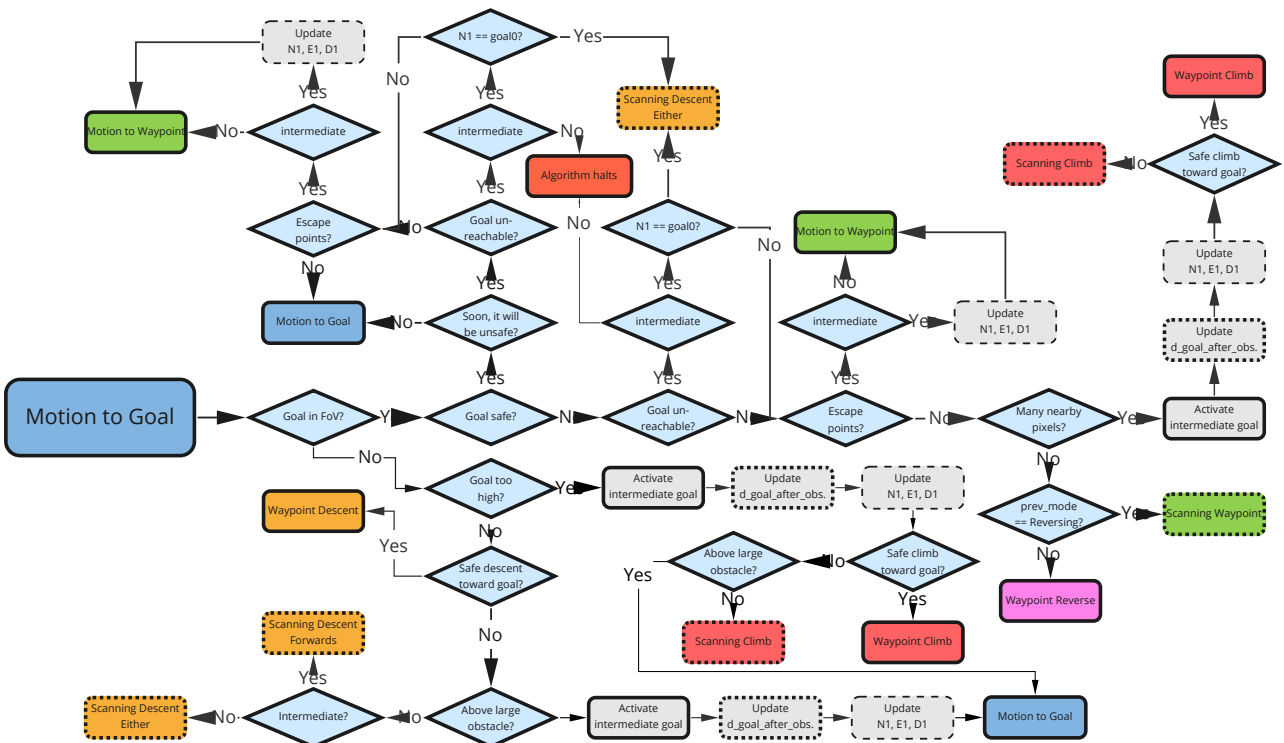 Update
N1, E1, D1
N1 == goal0?
Yes
No
Yes
Yes
Scanning Descent
Either
Waypoint Climb
Motion to Waypoint
No
intermediate
intermediate
No
Yes
Safe climb
toward goal?
No
Scanning Climb
Yes
Yes
Algorithm halts
Yes
Escape
points?
No
Goal un-
reachable?
No
N1 == goal0?
No
Motion to Waypoint
Update
N1, E1, D1
No
Yes
Yes
No
Motion to Goal
No
Soon, it will
be unsafe?
intermediate
intermediate
Yes
Update
N1, E1, D1
Update
d_goal_after_obs.
Yes
Yes
Yes
Motion to Goal
Goal in FoV?
Y
Goal safe?
N
Goal un-
reachable?
N
Escape
points?
No
Many nearby
pixels?
Yes
Activate
intermediate goal
No
No
Goal too
high?
Yes
Activate
intermediate goal
Update
d_goal_after_obs.
Update
N1, E1, D1
Waypoint Descent
No
prev_mode
== Reversing?
Yes
Scanning Waypoint
Yes
Safe descent
toward goal?
Yes
Above large
obstacle?
No
Safe climb
toward goal?
No
No
Yes
Waypoint Reverse
No
Scanning Descent
Forwards
Scanning Climb
Waypoint Climb
Yes
Scanning Descent
Either
No
Intermediate?
No
Above large
obstacle?
Activate
intermediate goal
Update
d_goal_after_obs.
Update
N1, E1, D1
Motion to Goal